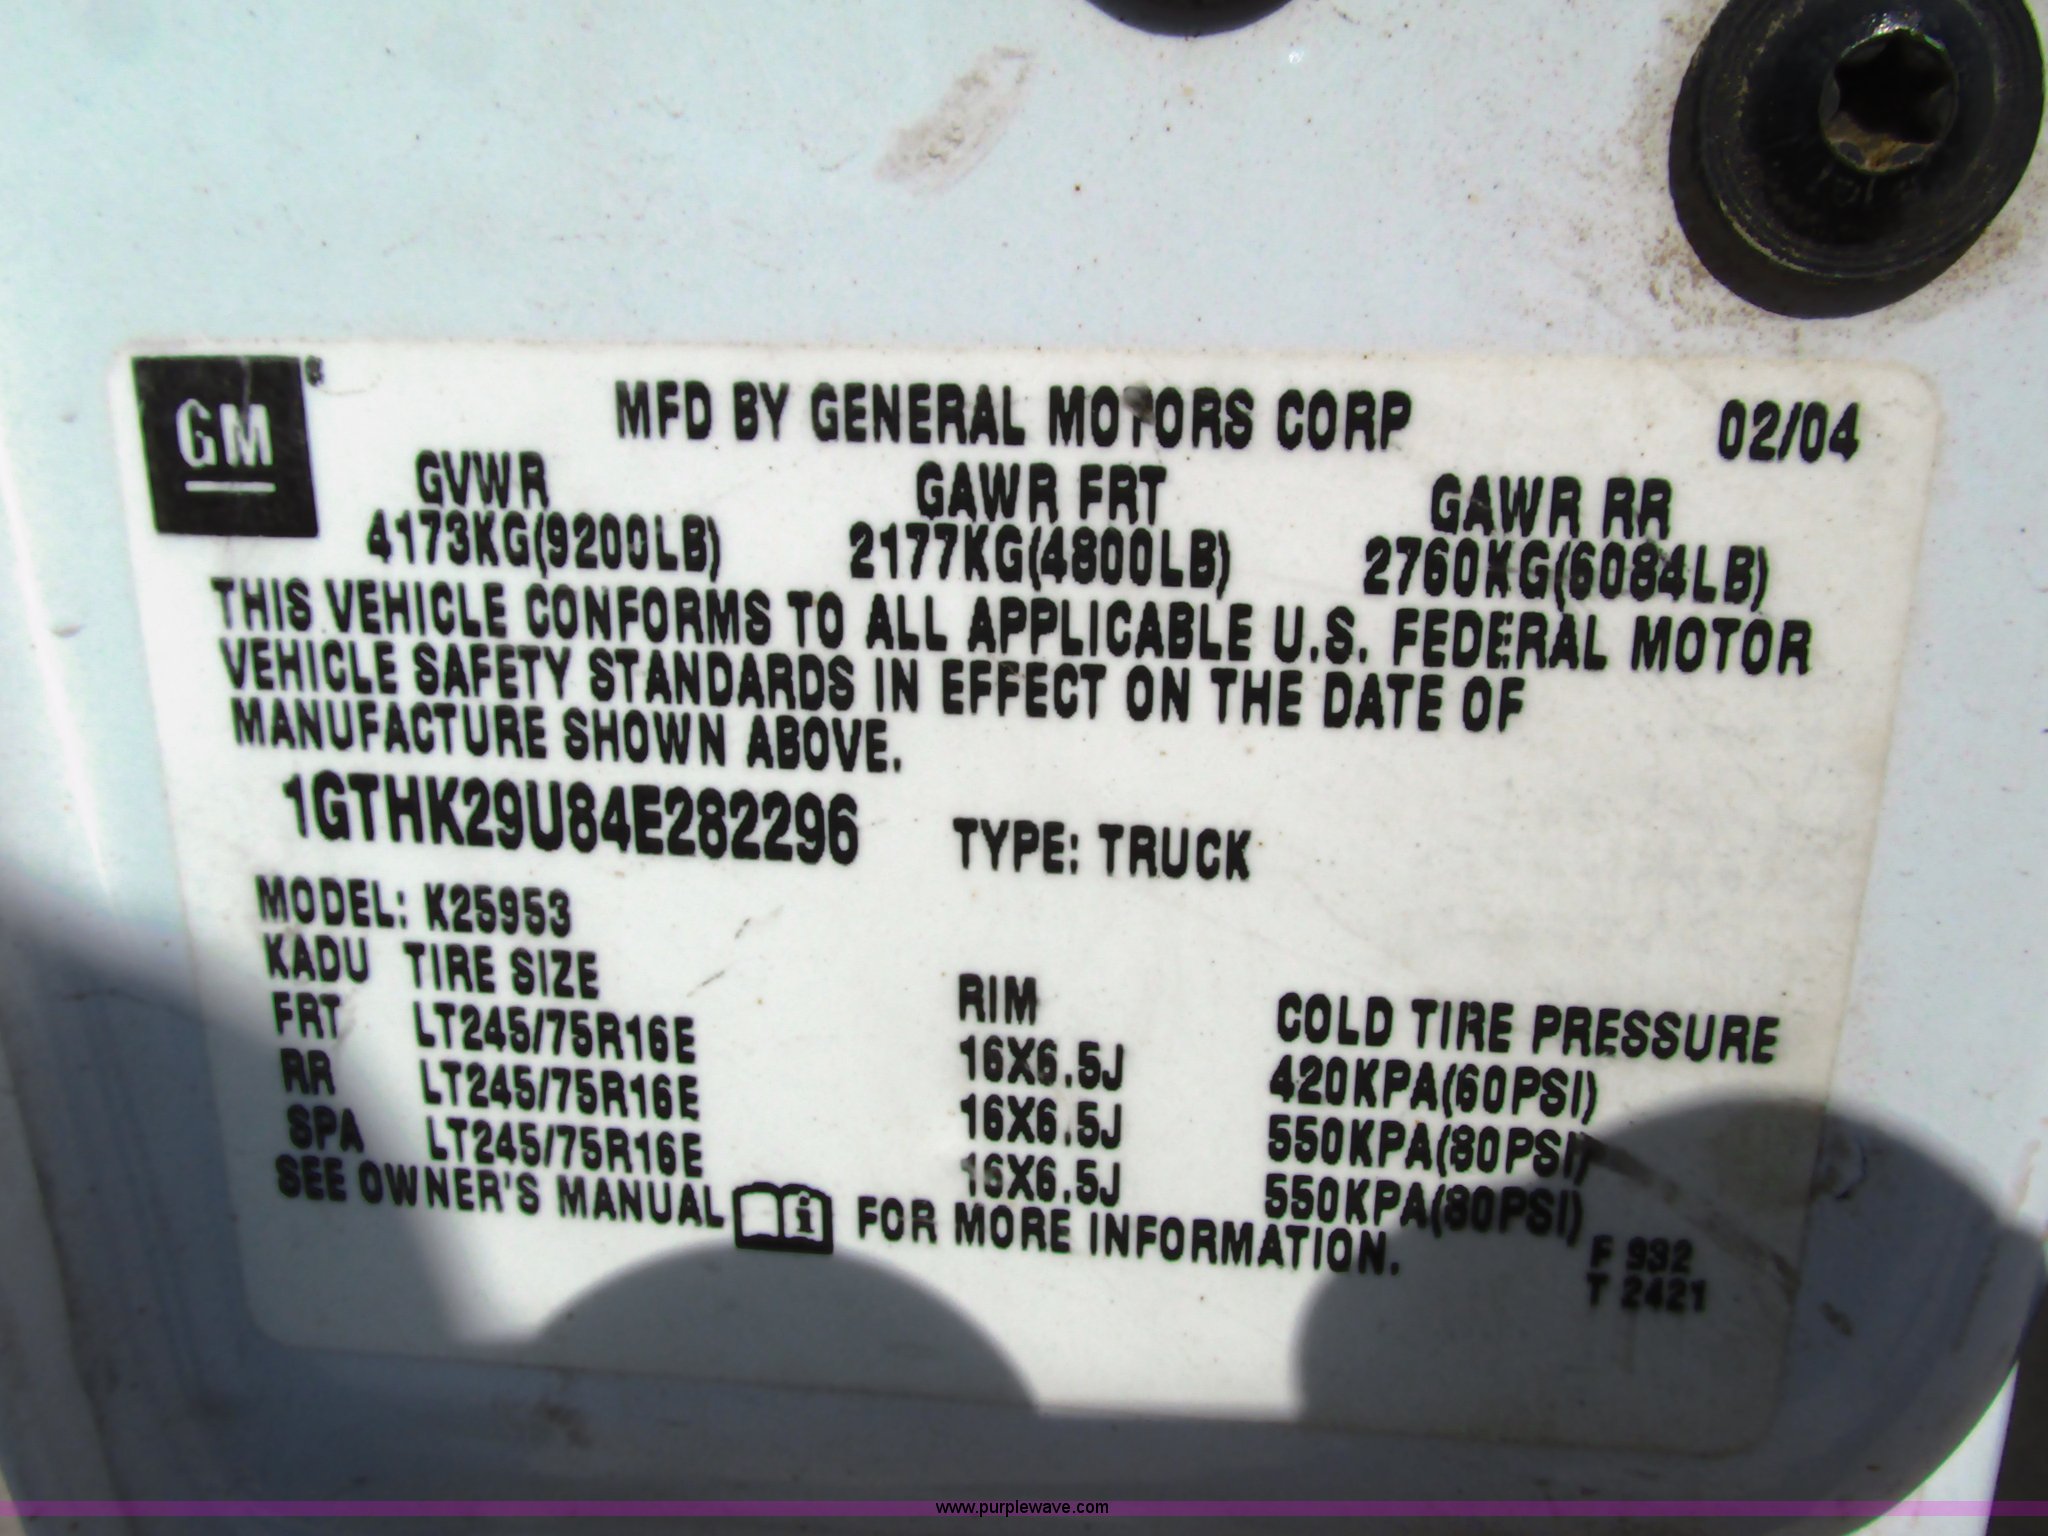 GM®
MFD BY GENERAL MOTORS CORP 02/04
GVWR GAWR FRT GAWR RR
4173KG(9200LB) 2177KG(4800LB) 2760KG(6084LB)
THIS VEHICLE CONFORMS TO ALL APPLICABLE U.S. FEDERAL MOTOR
VEHICLE SAFETY STANDARDS IN EFFECT ON THE DATE OF
MANUFACTURE SHOWN ABOVE.
1GTHK29U84E282296 TYPE: TRUCK
MODEL: K25953
KADU TIRE SIZE RIM COLD TIRE PRESSURE
FRT LT245/75R16E 16X6.5J 420KPA(60PSI)
RR LT245/75R16E 16X6.5J 550KPA(80PSI)
SPA LT245/75R16E 16X6.5J 550KPA(80PSI)
SEE OWNER'S MANUAL i FOR MORE INFORMATION.
F 932
T 2421
www.purplewave.com